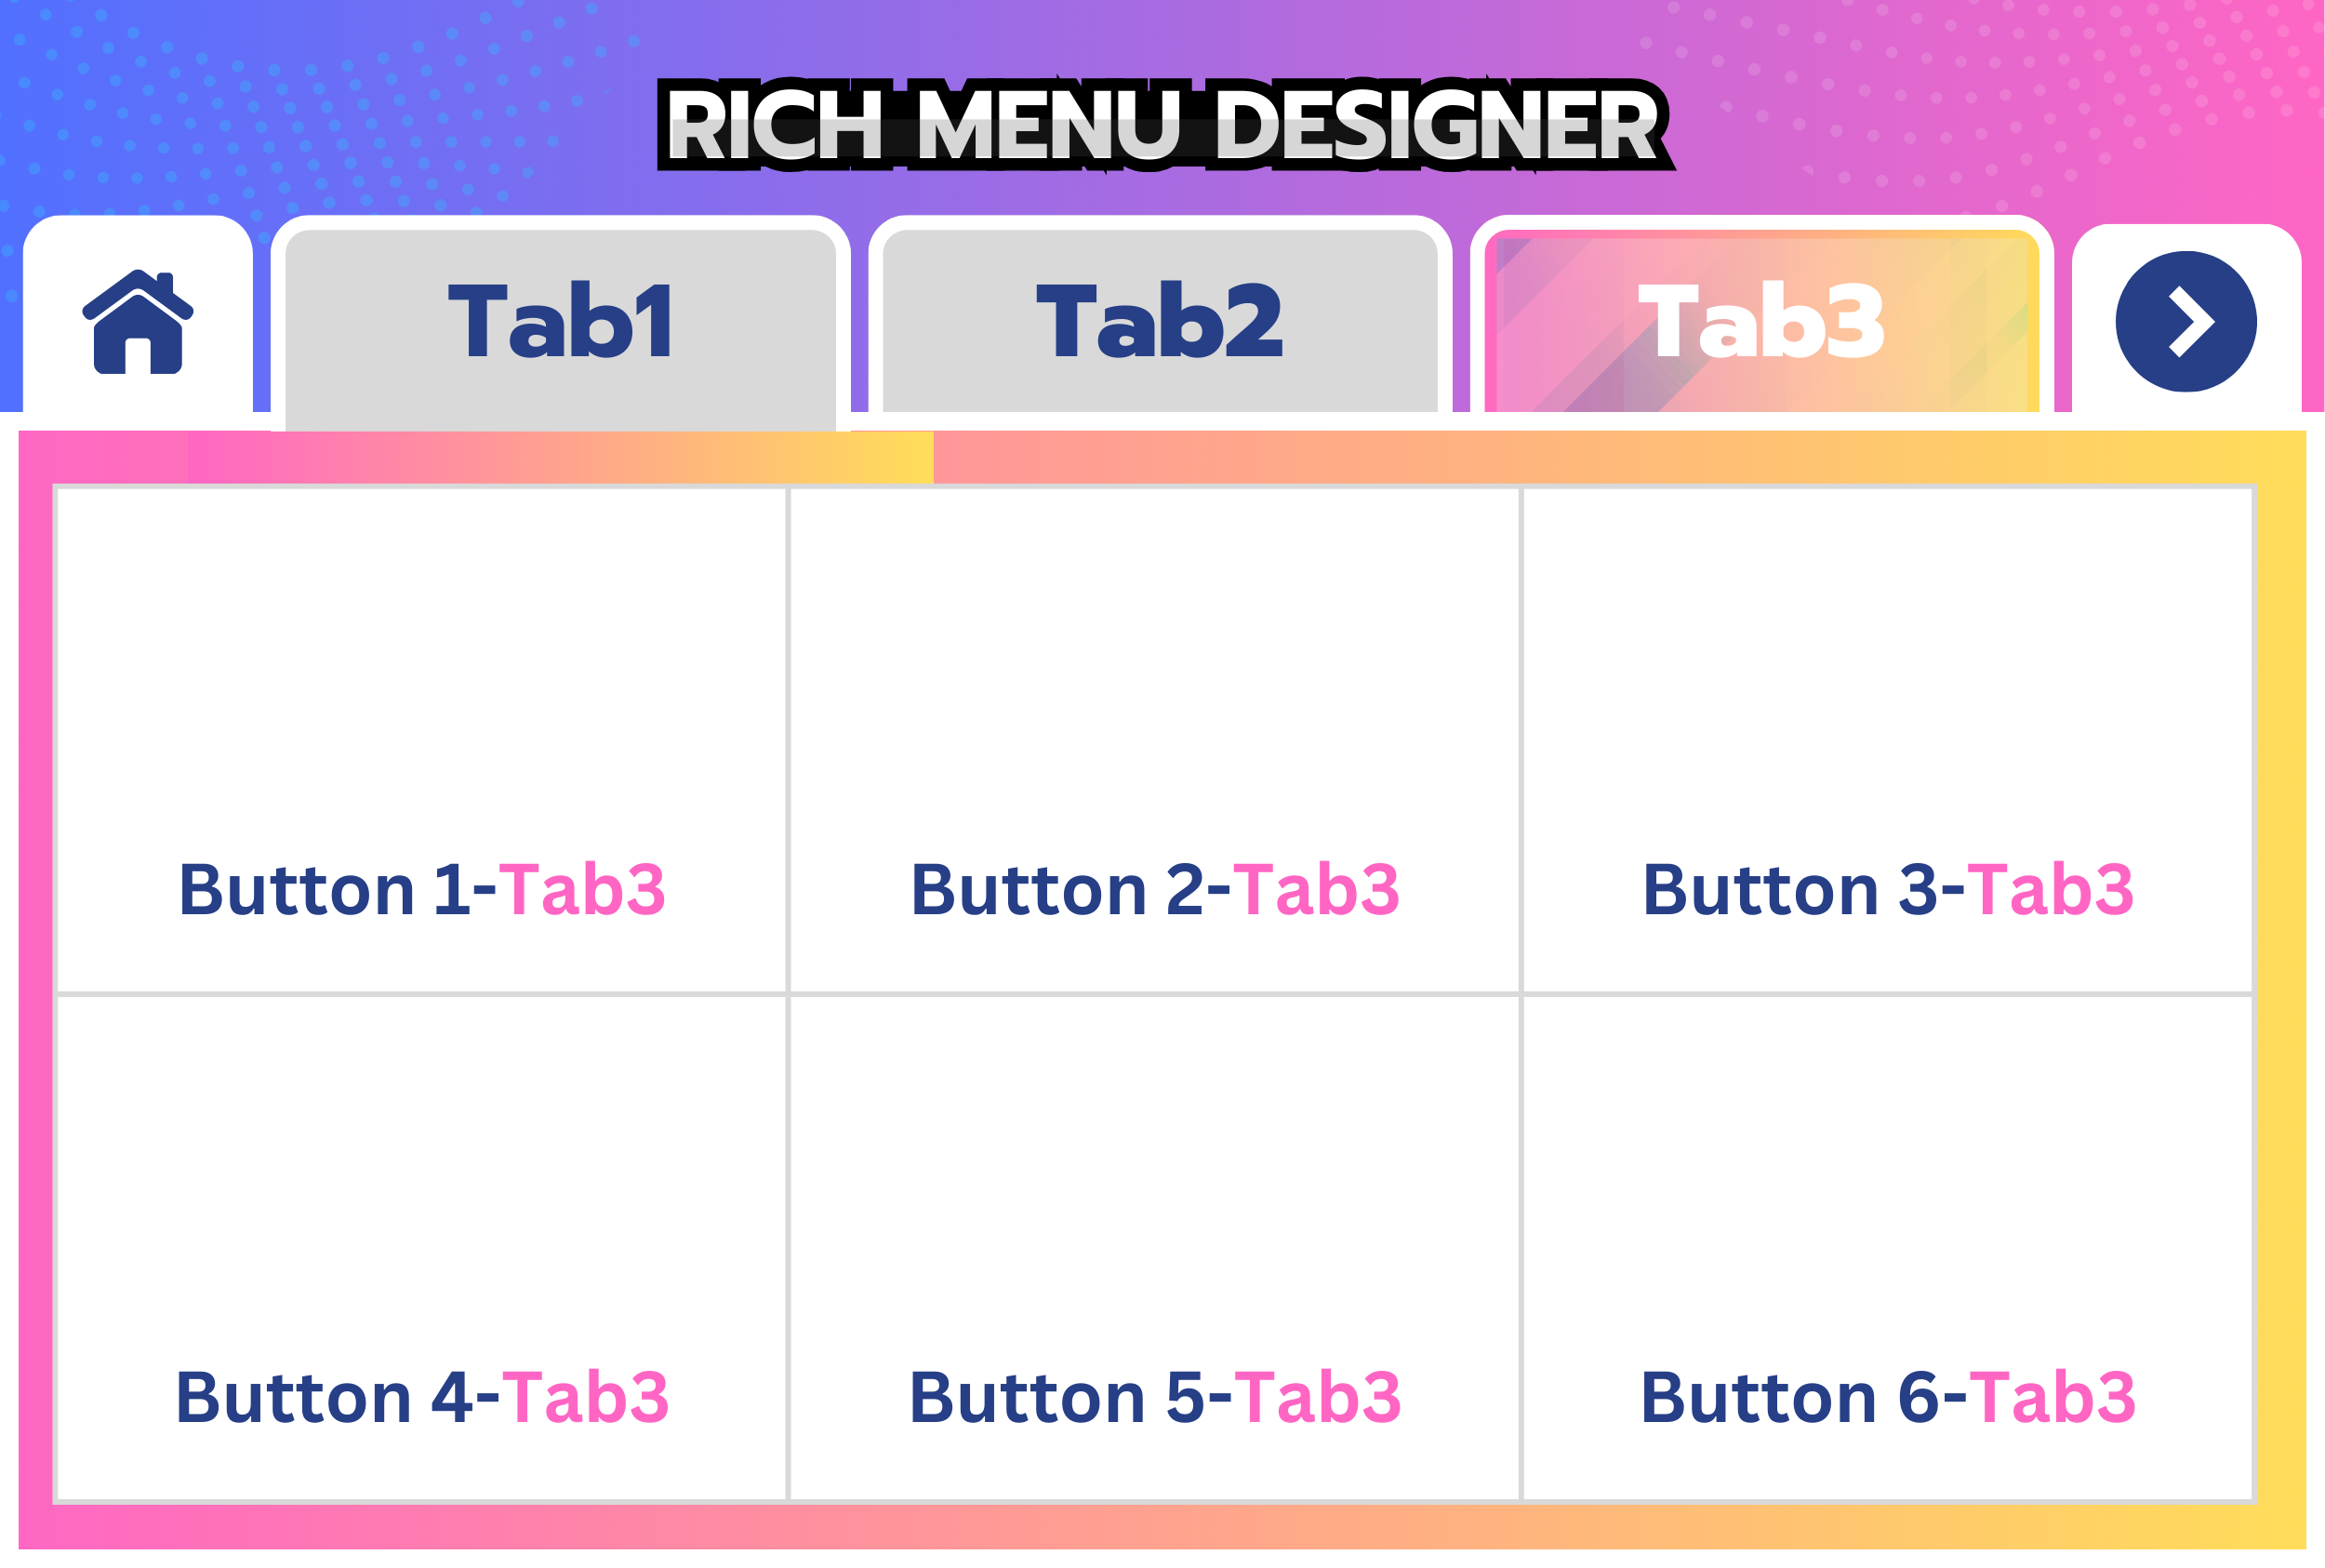 RICH MENU DESIGNER
Tab1 Tab2 Tab3
Button 1-Tab3 Button 2-Tab3 Button 3-Tab3
Button 4-Tab3 Button 5-Tab3 Button 6-Tab3